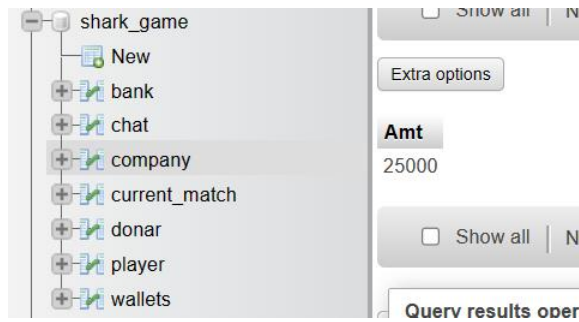 shark_game
New
bank
chat
company
current_match
donar
player
wallets
Show all
N
Extra options
Amt
25000
Show all
N
Query results oper